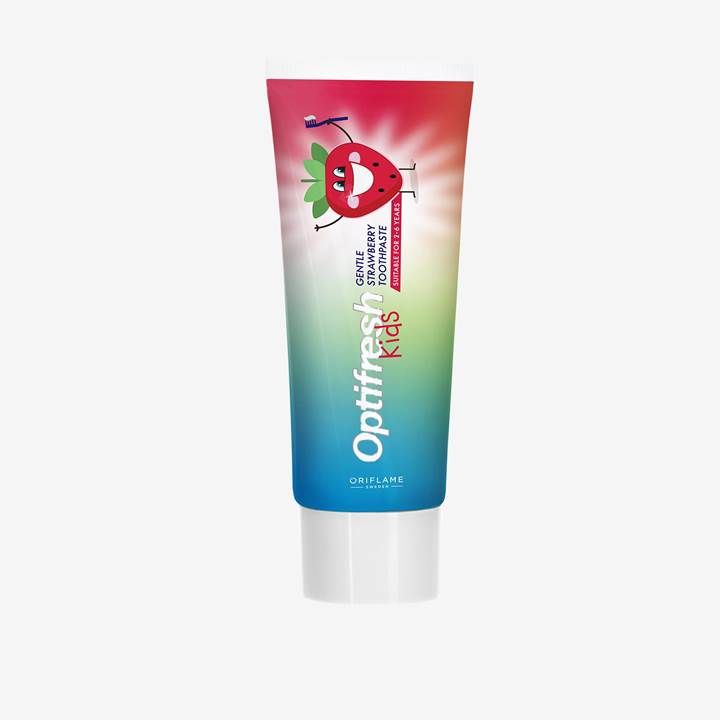 Optifresh
kids
GENTLE
STRAWBERRY
TOOTHPASTE
SUITABLE FOR 2-6 YEARS
ORIFLAME
SWEDEN